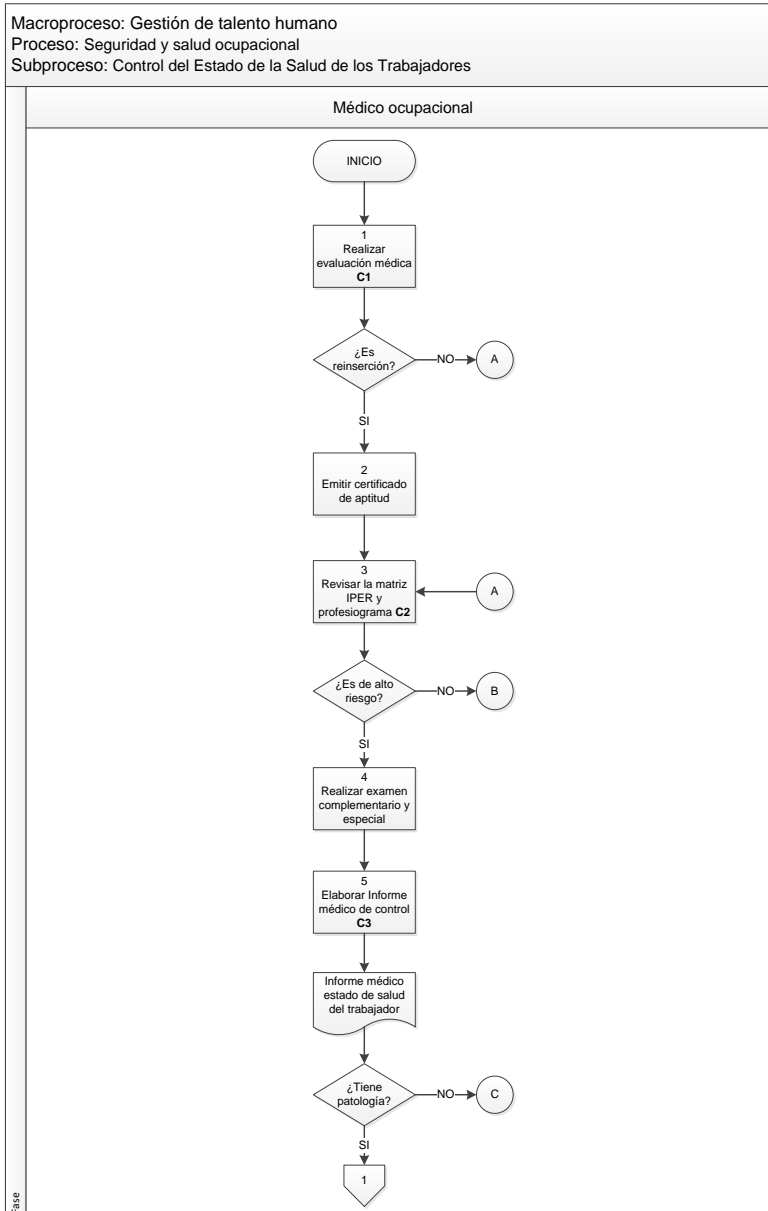 Macroproceso: Gestión de talento humano
Proceso: Seguridad y salud ocupacional
Subproceso: Control del Estado de la Salud de los Trabajadores
Médico ocupacional
INICIO
1
Realizar
evaluación médica
C1
¿Es
reinserción?
NO
A
SI
2
Emitir certificado
de aptitud
3
Revisar la matriz
IPER y
profesiograma C2
A
¿Es de alto
riesgo?
NO
B
SI
4
Realizar examen
complementario y
especial
5
Elaborar Informe
médico de control
C3
Informe médico
estado de salud
del trabajador
¿Tiene
patología?
NO
C
SI
1
Fase